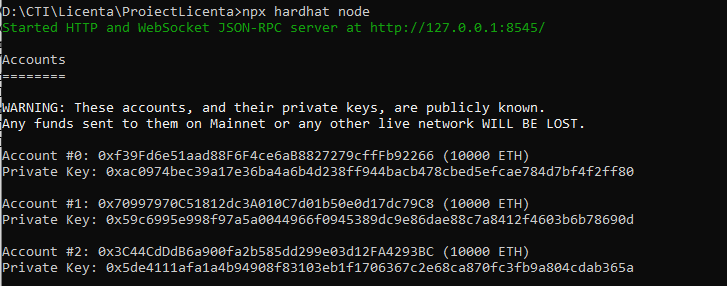 D:\CTI\Licenta\ProiectLicenta>npx hardhat node
Started HTTP and WebSocket JSON-RPC server at http://127.0.0.1:8545/
Accounts
========
WARNING: These accounts, and their private keys, are publicly known.
Any funds sent to them on Mainnet or any other live network WILL BE LOST.
Account #0: 0xf39Fd6e51aad88F6F4ce6aB8827279cffFb92266 (10000 ETH)
Private Key: 0xac0974bec39a17e36ba4a6b4d238ff944bacb478cbed5efcae784d7bf4f2ff80
Account #1: 0x70997970C51812dc3A010C7d01b50e0d17dc79C8 (10000 ETH)
Private Key: 0x59c6995e998f97a5a0044966f0945389dc9e86dae88c7a8412f4603b6b78690d
Account #2: 0x3C44CdDdB6a900fa2b585dd299e03d12FA4293BC (10000 ETH)
Private Key: 0x5de4111afa1a4b94908f83103eb1f1706367c2e68ca870fc3fb9a804cdab365a